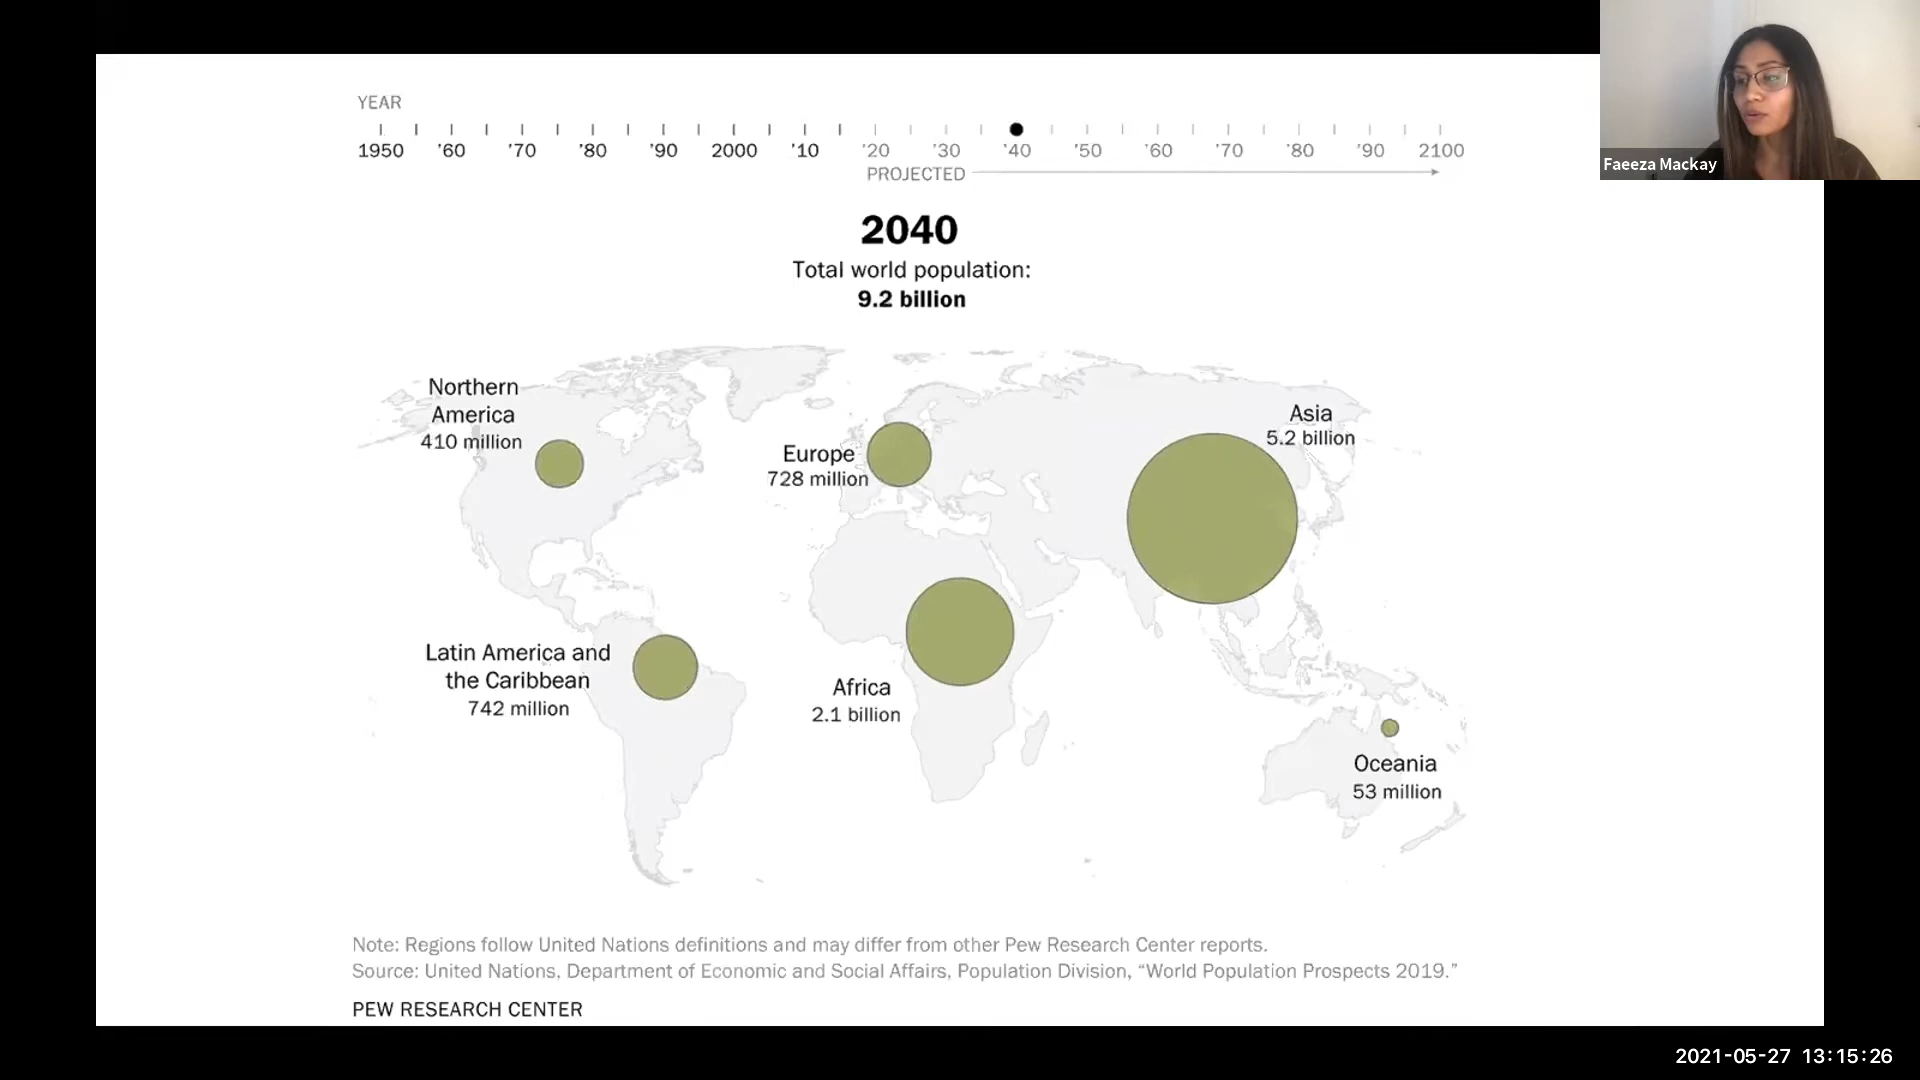 YEAR
1950 '60 '70 '80 '90 2000 '10 '20 '30 '40 '50 '60 '70 '80 '90 2100
PROJECTED
2040
Total world population:
9.2 billion
Northern
America
410 million
Europe
728 million
Asia
5.2 billion
Latin America and
the Caribbean
742 million
Africa
2.1 billion
Oceania
53 million
Note: Regions follow United Nations definitions and may differ from other Pew Research Center reports.
Source: United Nations, Department of Economic and Social Affairs, Population Division, “World Population Prospects 2019.”
PEW RESEARCH CENTER
Faeeza Mackay
2021-05-27 13:15:26